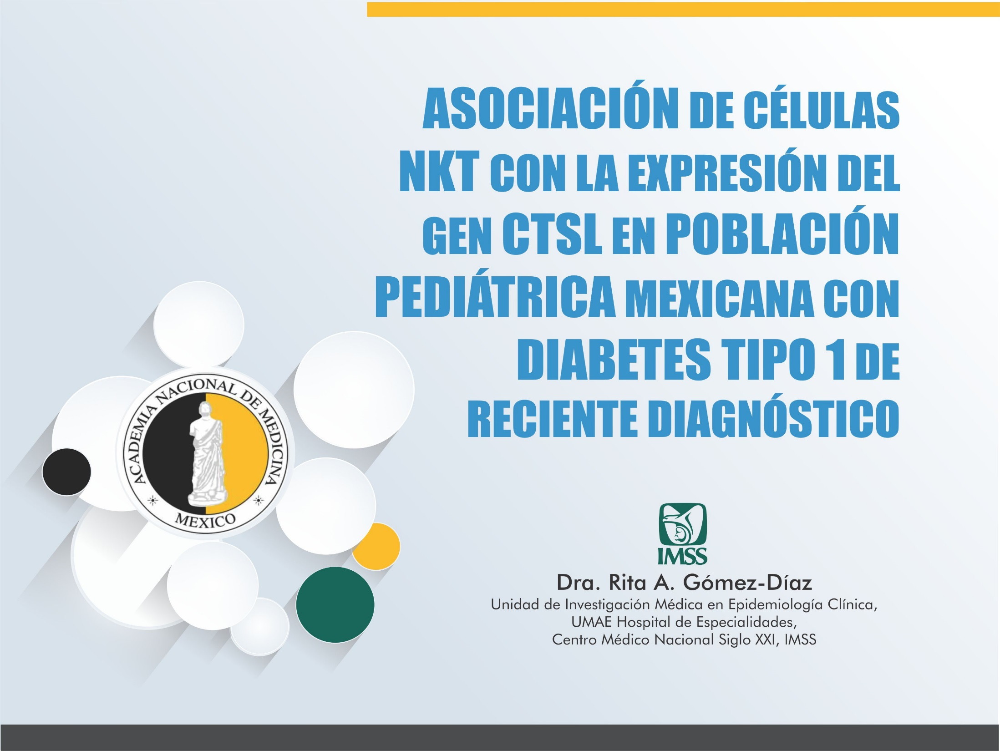 ASOCIACIÓN DE CÉLULAS
NKT CON LA EXPRESIÓN DEL
GEN CTSL EN POBLACIÓN
PEDIÁTRICA MEXICANA CON
DIABETES TIPO 1 DE
RECIENTE DIAGNÓSTICO
ACADEMIA NACIONAL DE MEDICINA
MEXICO
IMSS
Dra. Rita A. Gómez-Díaz
Unidad de Investigación Médica en Epidemiología Clínica,
UMAE Hospital de Especialidades,
Centro Médico Nacional Siglo XXI, IMSS